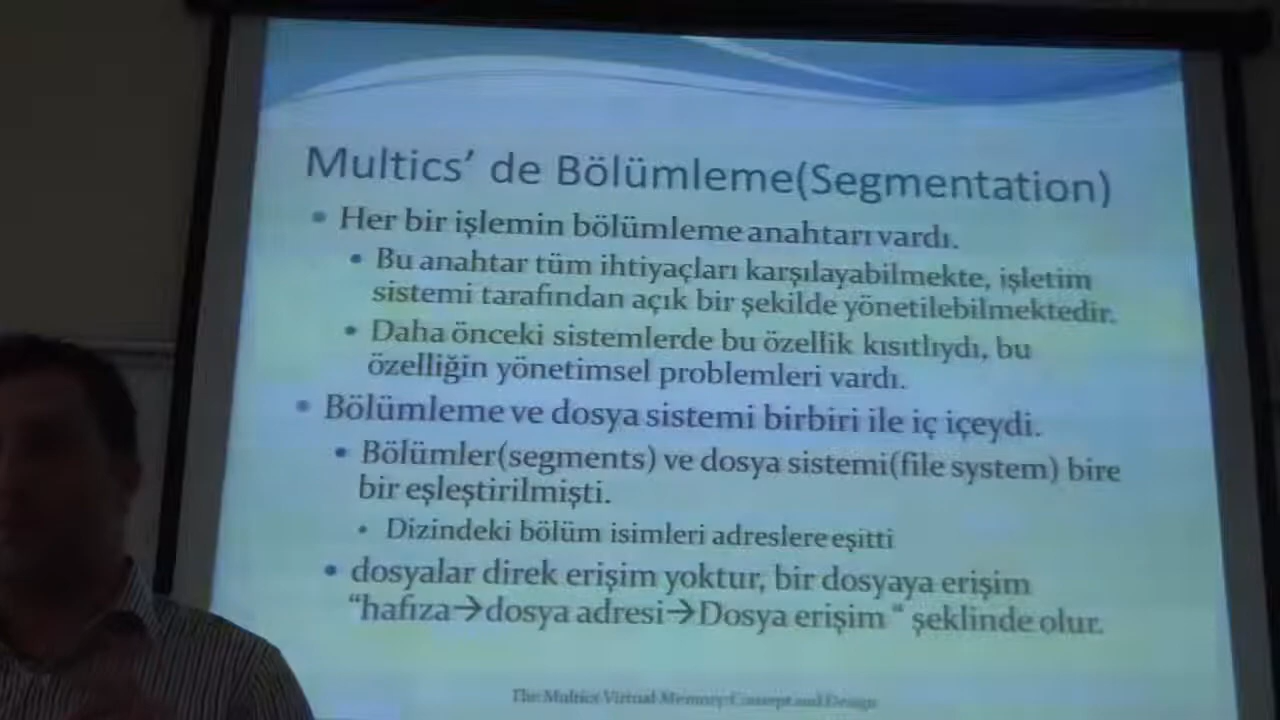 Multics' de Bölümleme(Segmentation)
• Her bir işlemin bölümleme anahtarı vardı.
• Bu anahtar tüm ihtiyaçları karşılayabilmekte, işletim
sistemi tarafından açık bir şekilde yönetilebilmektedir.
• Daha önceki sistemlerde bu özellik kısıtlıydı, bu
özelliğin yönetimsel problemleri vardı.
• Bölümleme ve dosya sistemi birbiri ile iç içeydi.
• Bölümler(segments) ve dosya sistemi(file system) bire
bir eşleştirilmişti.
• Dizindeki bölüm isimleri adreslere eşitti
• dosyalar direk erişim yoktur, bir dosyaya erişim
“hafıza→dosya adresi→Dosya erişim “ şeklinde olur.
The Multics Virtual Memory: Concept and Design